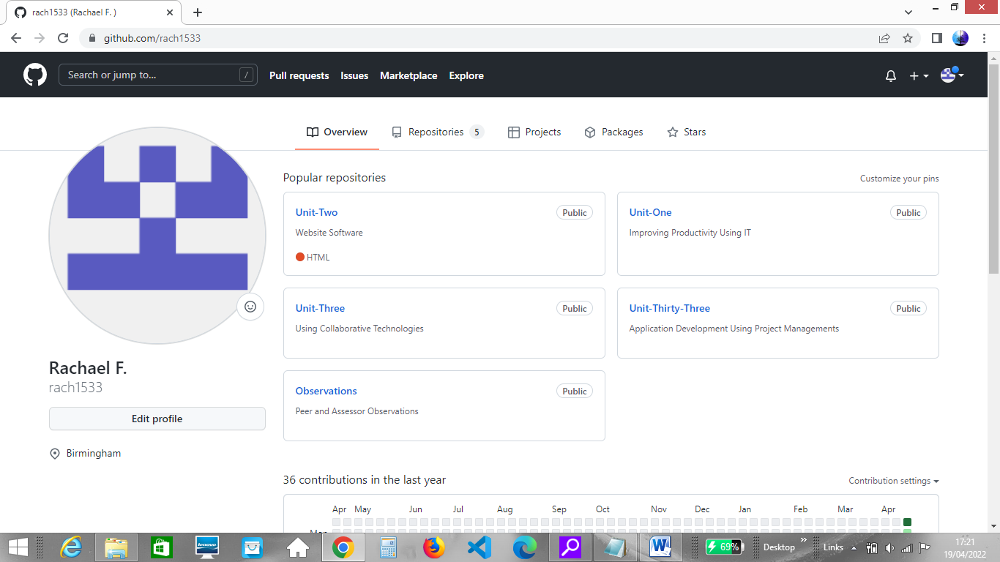 rach1533 (Rachael F. )
github.com/rach1533
Search or jump to...
/
Pull requests
Issues
Marketplace
Explore
Overview
Repositories 5
Projects
Packages
Stars
Popular repositories
Customize your pins
Unit-Two
Public
Website Software
HTML
Unit-One
Public
Improving Productivity Using IT
Unit-Three
Public
Using Collaborative Technologies
Unit-Thirty-Three
Public
Application Development Using Project Managements
Observations
Public
Peer and Assessor Observations
Rachael F.
rach1533
Edit profile
Birmingham
36 contributions in the last year
Contribution settings
Apr May Jun Jul Aug Sep Oct Nov Dec Jan Feb Mar Apr
Mon
lenovo
69%
Desktop
Links
17:21
19/04/2022